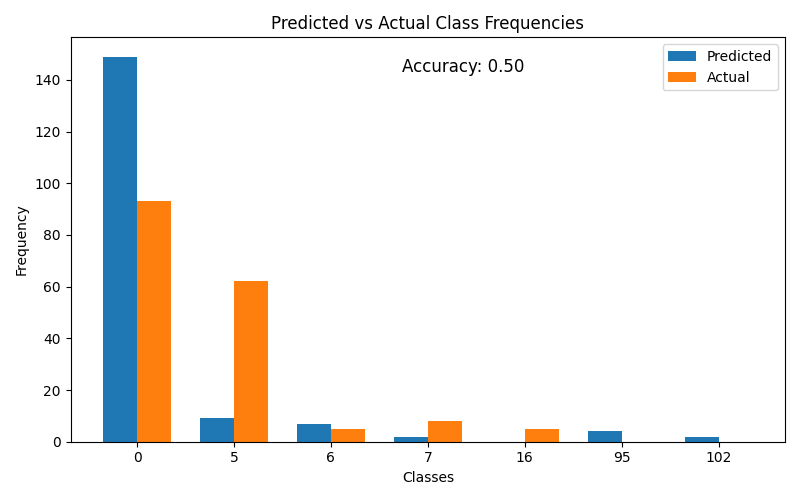 Predicted vs Actual Class Frequencies
Accuracy: 0.50
Predicted
Actual
Frequency
140
120
100
80
60
40
20
0
0 5 6 7 16 95 102
Classes